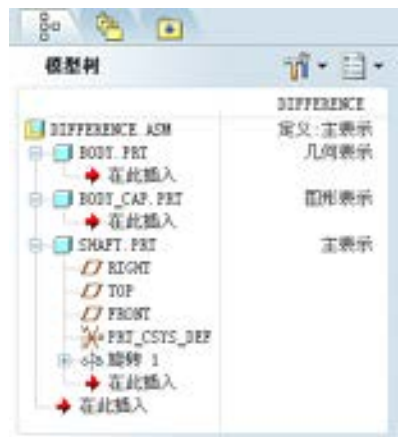 模型树
DIFFERENCE
DIFFERENCE.ASM 定义:主表示
BODY.PRT 几何表示
在此插入
BODY_CAP.PRT 图形表示
在此插入
SHAFT.PRT 主表示
RIGHT
TOP
FRONT
PRT_CSYS_DEF
旋转 1
在此插入
在此插入